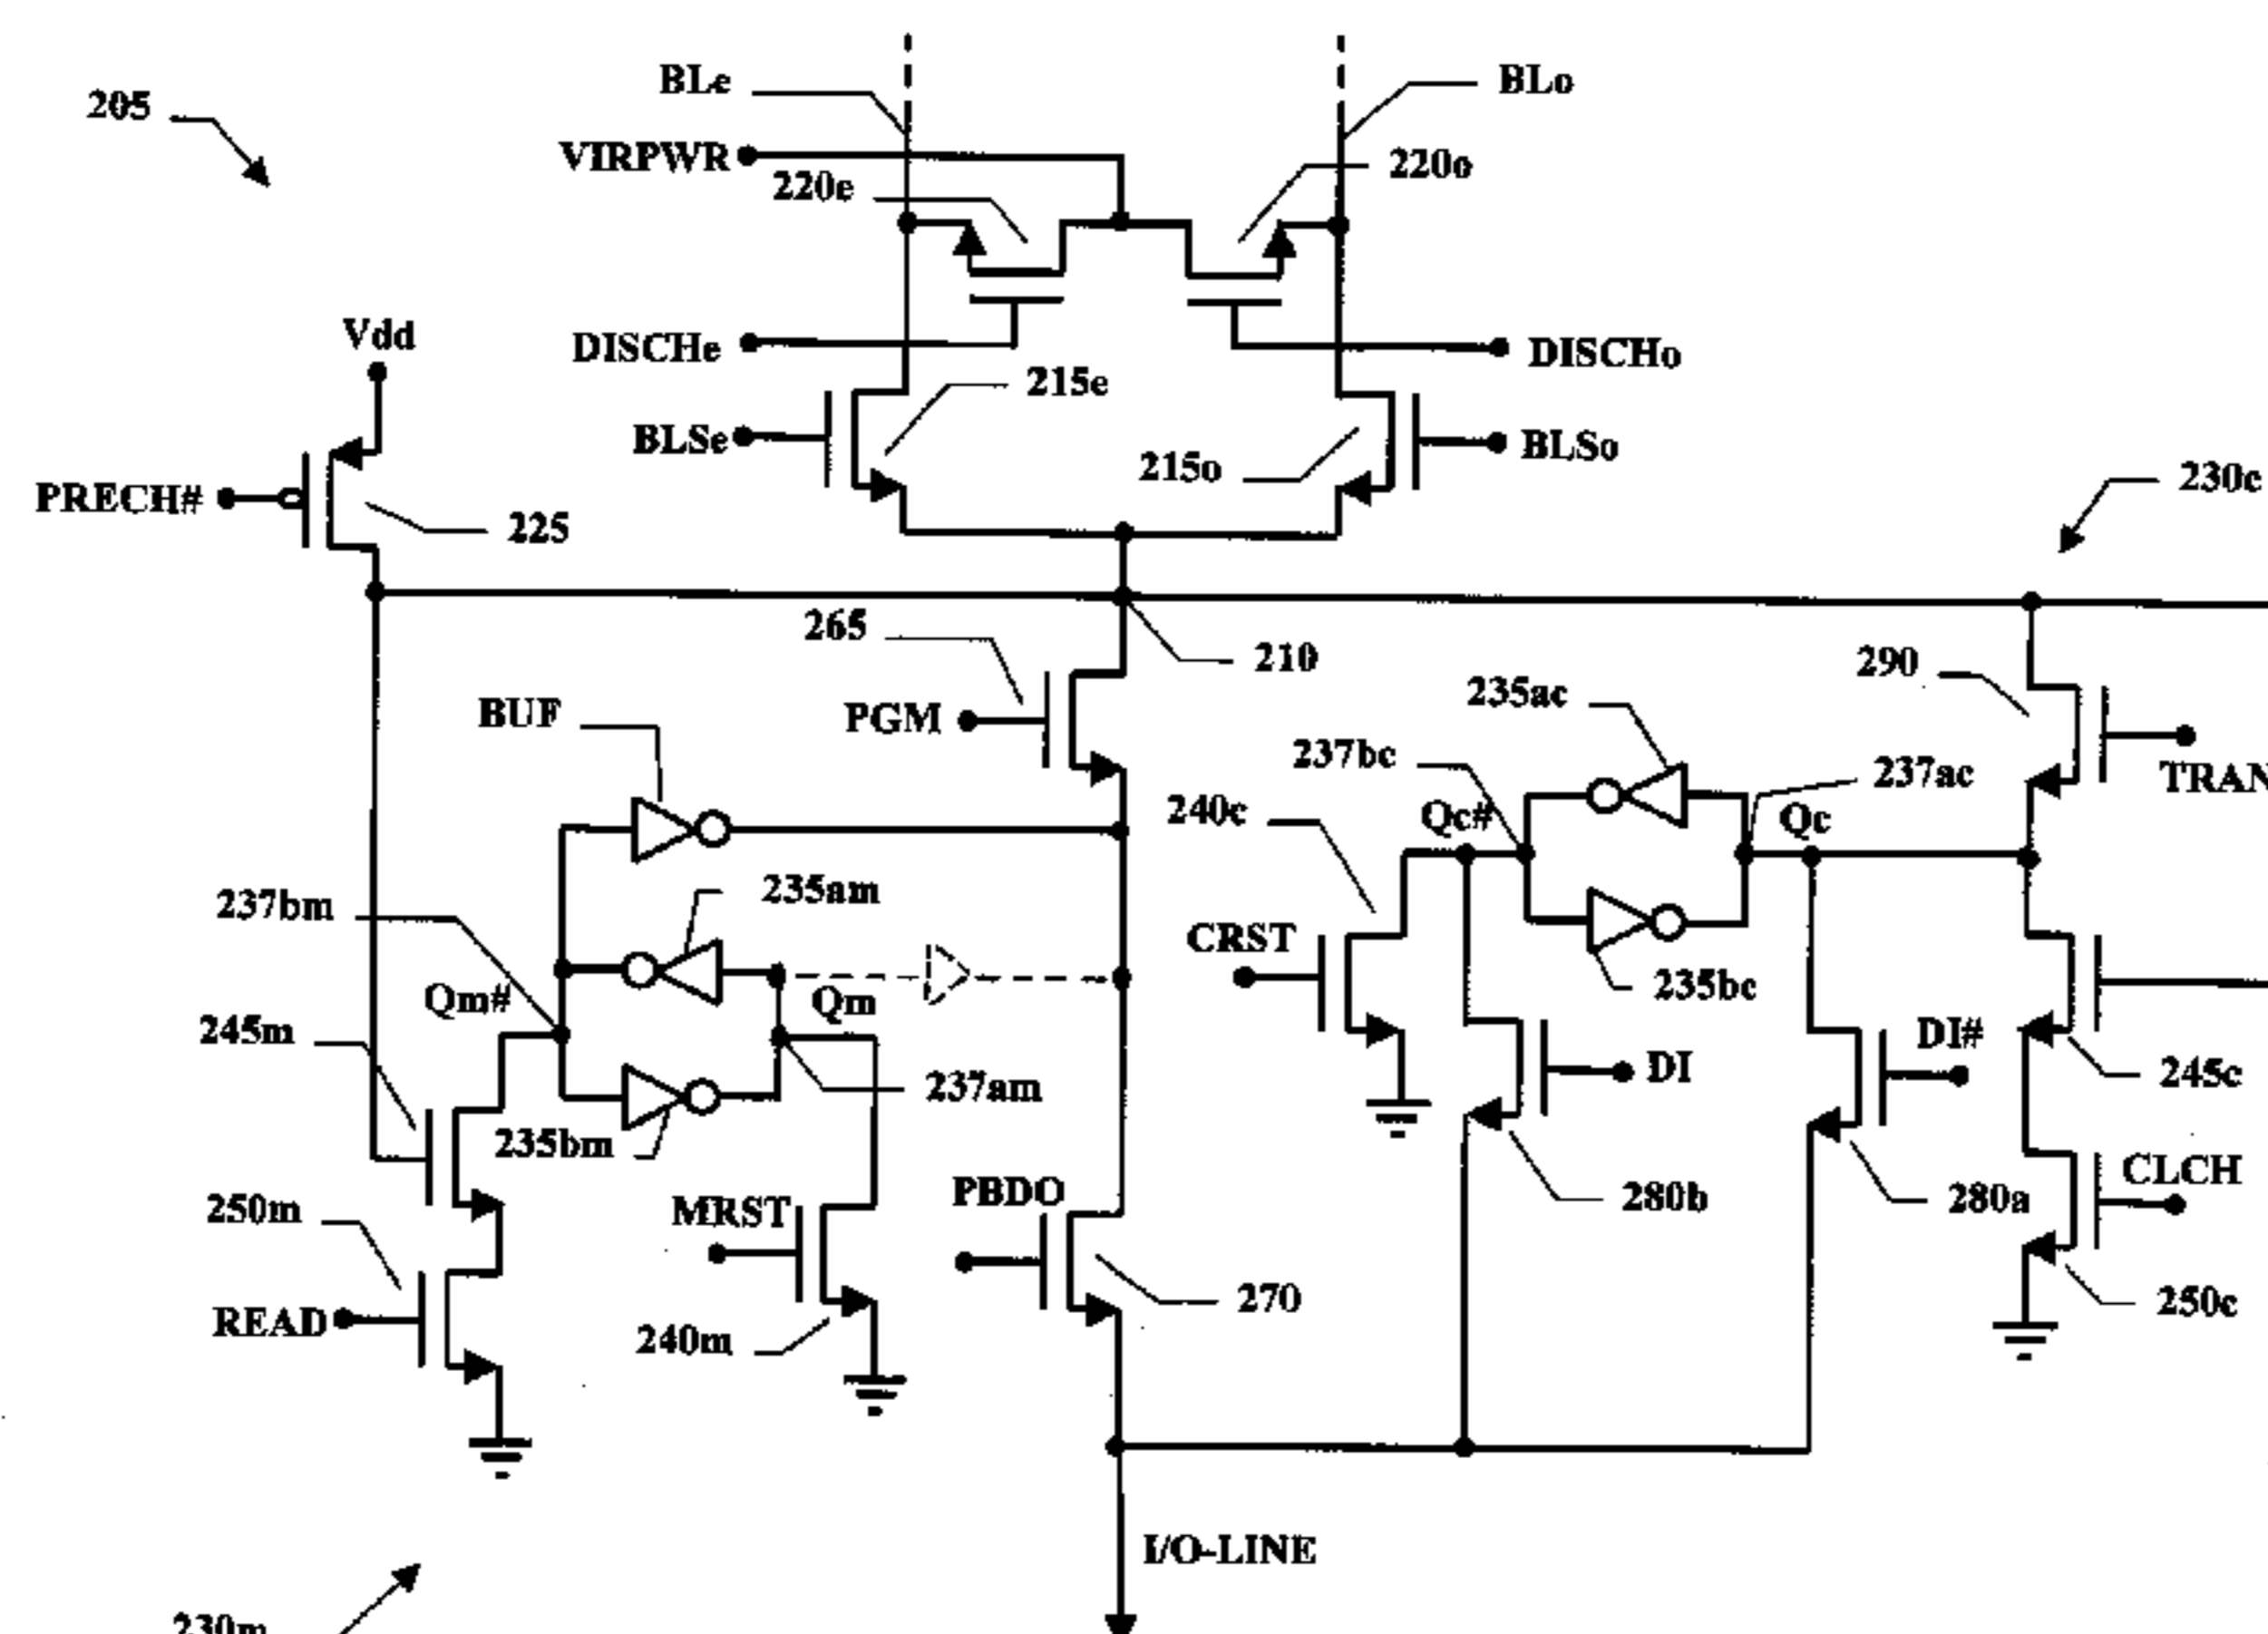 BLe
BLo
205
VIRPWR
220e
220o
Vdd
DISCHe
DISCHo
215e
BLSe
BLSo
215o
PRECH#
225
230c
265
210
290
BUF
PGM
235ac
237bc
237ac
TRAN
240c
Qc#
Qc
237bm
235am
CRST
235bc
Qm#
Qm
245m
DI#
DI
237am
245c
235bm
250m
MRST
PBDO
280b
280a
CLCH
READ
240m
270
250c
I/O-LINE
230m